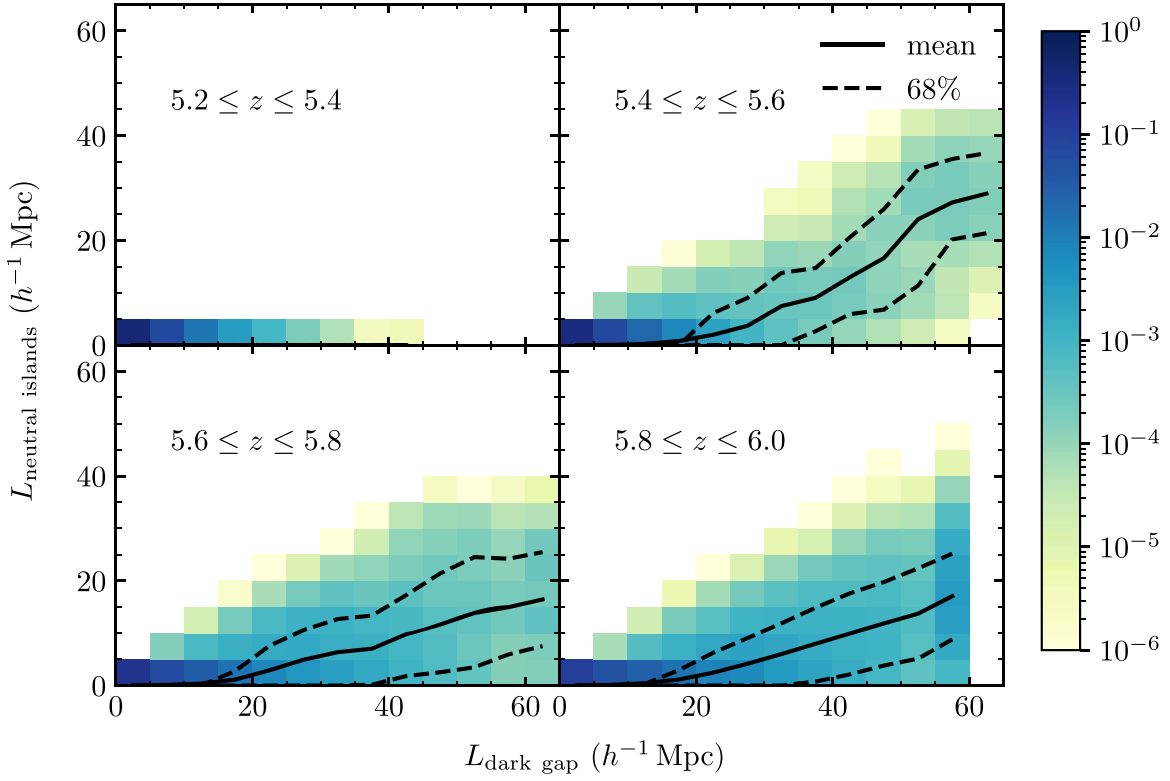 60
40
20
0
5.2 ≤ z ≤ 5.4
5.4 ≤ z ≤ 5.6
mean
68%
60
40
20
0
5.6 ≤ z ≤ 5.8
5.8 ≤ z ≤ 6.0
0 20 40 60
0 20 40 60
L_neutral islands (h⁻¹ Mpc)
L_dark gap (h⁻¹ Mpc)
10⁰
10⁻¹
10⁻²
10⁻³
10⁻⁴
10⁻⁵
10⁻⁶